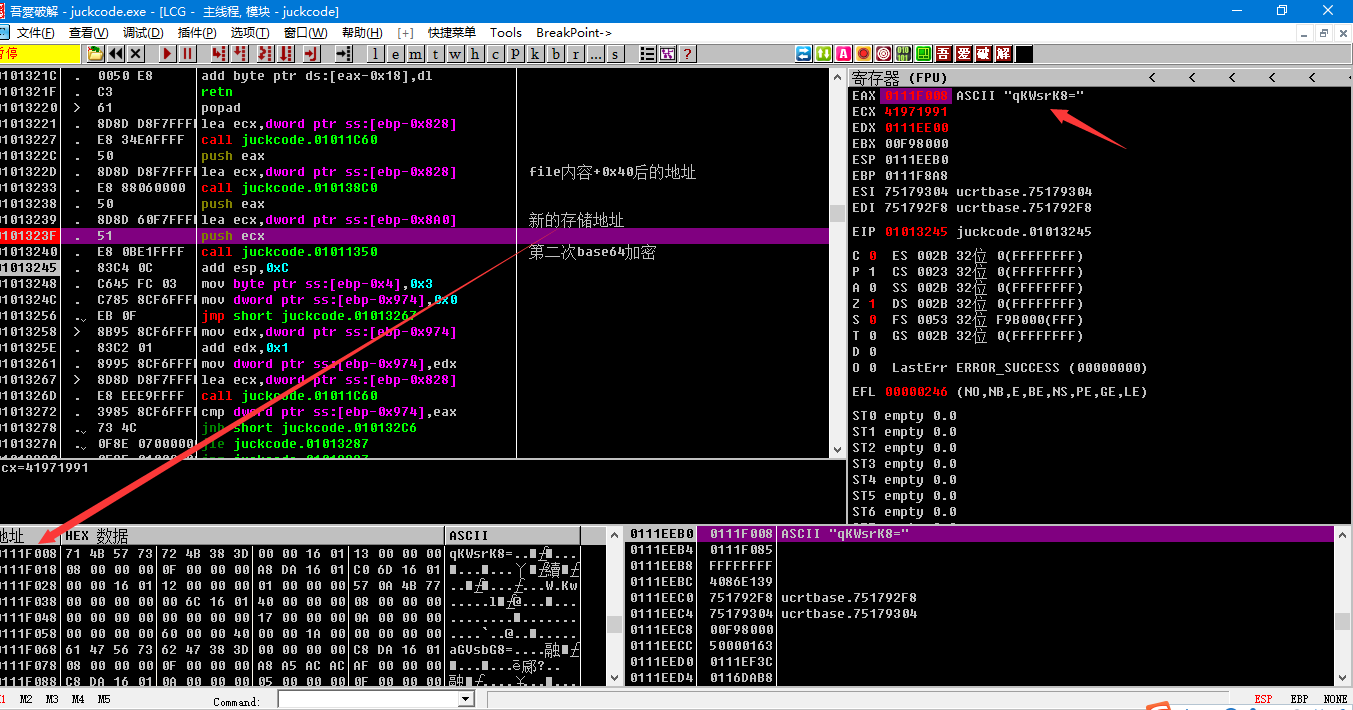 吾愛破解 - juckcode.exe - [LCG - 主线程, 模块 - juckcode]
文件(F) 查看(V) 调试(D) 插件(P) 选项(T) 窗口(W) 帮助(H) [+] 快捷菜单 Tools BreakPoint->
暂停 l e m t w h c p k b r ... s ? A 吾 爱 破 解
0101321C . 0050 E8 add byte ptr ds:[eax-0x18],dl
0101321F . C3 retn
01013220 > 61 popad
01013221 . 8D8D D8F7FFFF lea ecx,dword ptr ss:[ebp-0x828]
01013227 . E8 34EAFFFF call juckcode.01011C60
0101322C . 50 push eax
0101322D . 8D8D D8F7FFFF lea ecx,dword ptr ss:[ebp-0x828] file内容+0x40后的地址
01013233 . E8 88060000 call juckcode.010138C0
01013238 . 50 push eax
01013239 . 8D8D 60F7FFFF lea ecx,dword ptr ss:[ebp-0x8A0] 新的存储地址
0101323F . 51 push ecx
01013240 . E8 0BE1FFFF call juckcode.01011350 第二次base64加密
01013245 . 83C4 0C add esp,0xC
01013248 . C645 FC 03 mov byte ptr ss:[ebp-0x4],0x3
0101324C . C785 8CF6FFFF mov dword ptr ss:[ebp-0x974],0x0
01013256 . EB 0F jmp short juckcode.01013267
01013258 > 8B95 8CF6FFFF mov edx,dword ptr ss:[ebp-0x974]
0101325E . 83C2 01 add edx,0x1
01013261 . 8995 8CF6FFFF mov dword ptr ss:[ebp-0x974],edx
01013267 > 8D8D D8F7FFFF lea ecx,dword ptr ss:[ebp-0x828]
0101326D . E8 EEE9FFFF call juckcode.01011C60
01013272 . 3985 8CF6FFFF cmp dword ptr ss:[ebp-0x974],eax
01013278 . 73 4C jnb short juckcode.010132C6
0101327A . 0F8E 07000000 jle juckcode.01013287
ecx=41971991
寄存器 (FPU) < < < < <
EAX 0111F008 ASCII "qKWsrK8="
ECX 41971991
EDX 0111EE00
EBX 00F98000
ESP 0111EEB0
EBP 0111F8A8
ESI 75179304 ucrtbase.75179304
EDI 751792F8 ucrtbase.751792F8
EIP 01013245 juckcode.01013245
C 0 ES 002B 32位 0(FFFFFFFF)
P 1 CS 0023 32位 0(FFFFFFFF)
A 0 SS 002B 32位 0(FFFFFFFF)
Z 1 DS 002B 32位 0(FFFFFFFF)
S 0 FS 0053 32位 F9B000(FFF)
T 0 GS 002B 32位 0(FFFFFFFF)
D 0
O 0 LastErr ERROR_SUCCESS (00000000)
EFL 00000246 (NO,NB,E,BE,NS,PE,GE,LE)
ST0 empty 0.0
ST1 empty 0.0
ST2 empty 0.0
ST3 empty 0.0
ST4 empty 0.0
ST5 empty 0.0
ST6 empty 0.0
地址 HEX 数据 ASCII
0111F008 71 4B 57 73 72 4B 38 3D 00 00 16 01 13 00 00 00 qKWsrK8=
0111F018 08 00 00 00 0F 00 00 00 A8 DA 16 01 C0 6D 16 01
0111F028 00 00 16 01 12 00 00 00 01 00 00 00 57 0A 4B 77 W.Kw
0111F038 00 00 00 00 00 6C 16 01 40 00 00 00 08 00 00 00
0111F048 00 00 00 00 00 00 00 00 17 00 00 00 0A 00 00 00
0111F058 00 00 00 00 60 00 00 40 00 00 1A 00 00 00 00 00
0111F068 61 47 56 73 62 47 38 3D 00 00 00 00 C8 DA 16 01 aGVsbG8=
0111F078 08 00 00 00 0F 00 00 00 A8 A5 AC AC AF 00 00 00
0111F088 C8 DA 16 01 0A 00 00 00 05 00 00 00 0F 00 00 00
0111EEB0 0111F008 ASCII "qKWsrK8="
0111EEB4 0111F085
0111EEB8 FFFFFFFF
0111EEBC 4086E139
0111EEC0 751792F8 ucrtbase.751792F8
0111EEC4 75179304 ucrtbase.75179304
0111EEC8 00F98000
0111EECC 50000163
0111EED0 0111EF3C
0111EED4 0116DAB8
M1 M2 M3 M4 M5 Command: ESP EBP NONE